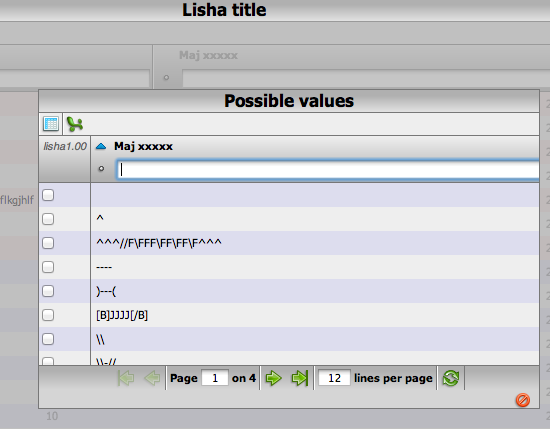 Lisha title
Maj xxxxx
Possible values
lisha1.00 Maj xxxxx
flkgjhlf
^
^^^//F\FFF\FF\FF\F^^^
----
)---(
[B]JJJJ[/B]
\\
\\-//
Page 1 on 4 12 lines per page
10